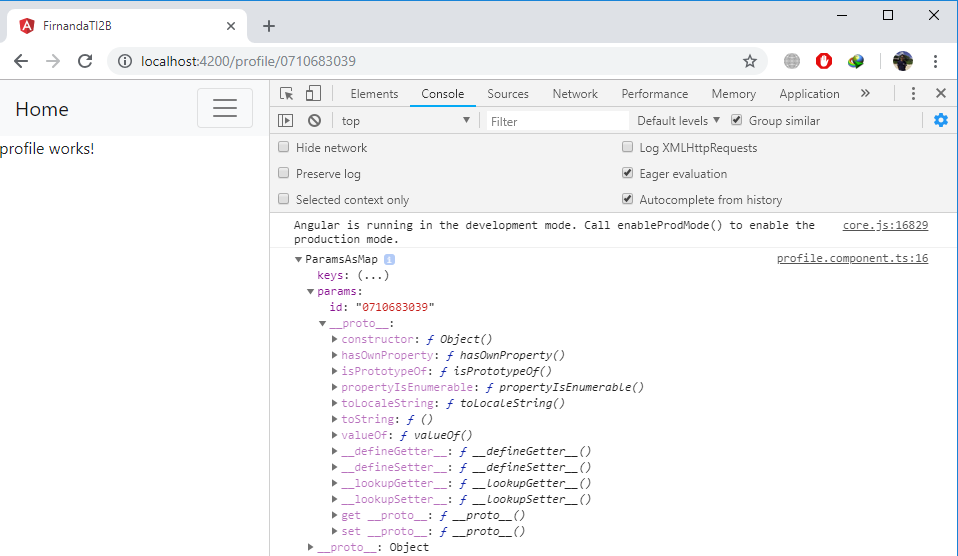 FirnandaTI2B
localhost:4200/profile/0710683039
Home
profile works!
Elements Console Sources Network Performance Memory Application »
top Filter Default levels Group similar
Hide network Log XMLHttpRequests
Preserve log Eager evaluation
Selected context only Autocomplete from history
Angular is running in the development mode. Call enableProdMode() to enable the core.js:16829
production mode.
ParamsAsMap i profile.component.ts:16
keys: (...)
params:
id: "0710683039"
__proto__:
constructor: ƒ Object()
hasOwnProperty: ƒ hasOwnProperty()
isPrototypeOf: ƒ isPrototypeOf()
propertyIsEnumerable: ƒ propertyIsEnumerable()
toLocaleString: ƒ toLocaleString()
toString: ƒ ()
valueOf: ƒ valueOf()
__defineGetter__: ƒ __defineGetter__()
__defineSetter__: ƒ __defineSetter__()
__lookupGetter__: ƒ __lookupGetter__()
__lookupSetter__: ƒ __lookupSetter__()
get __proto__: ƒ __proto__()
set __proto__: ƒ __proto__()
__proto__: Object